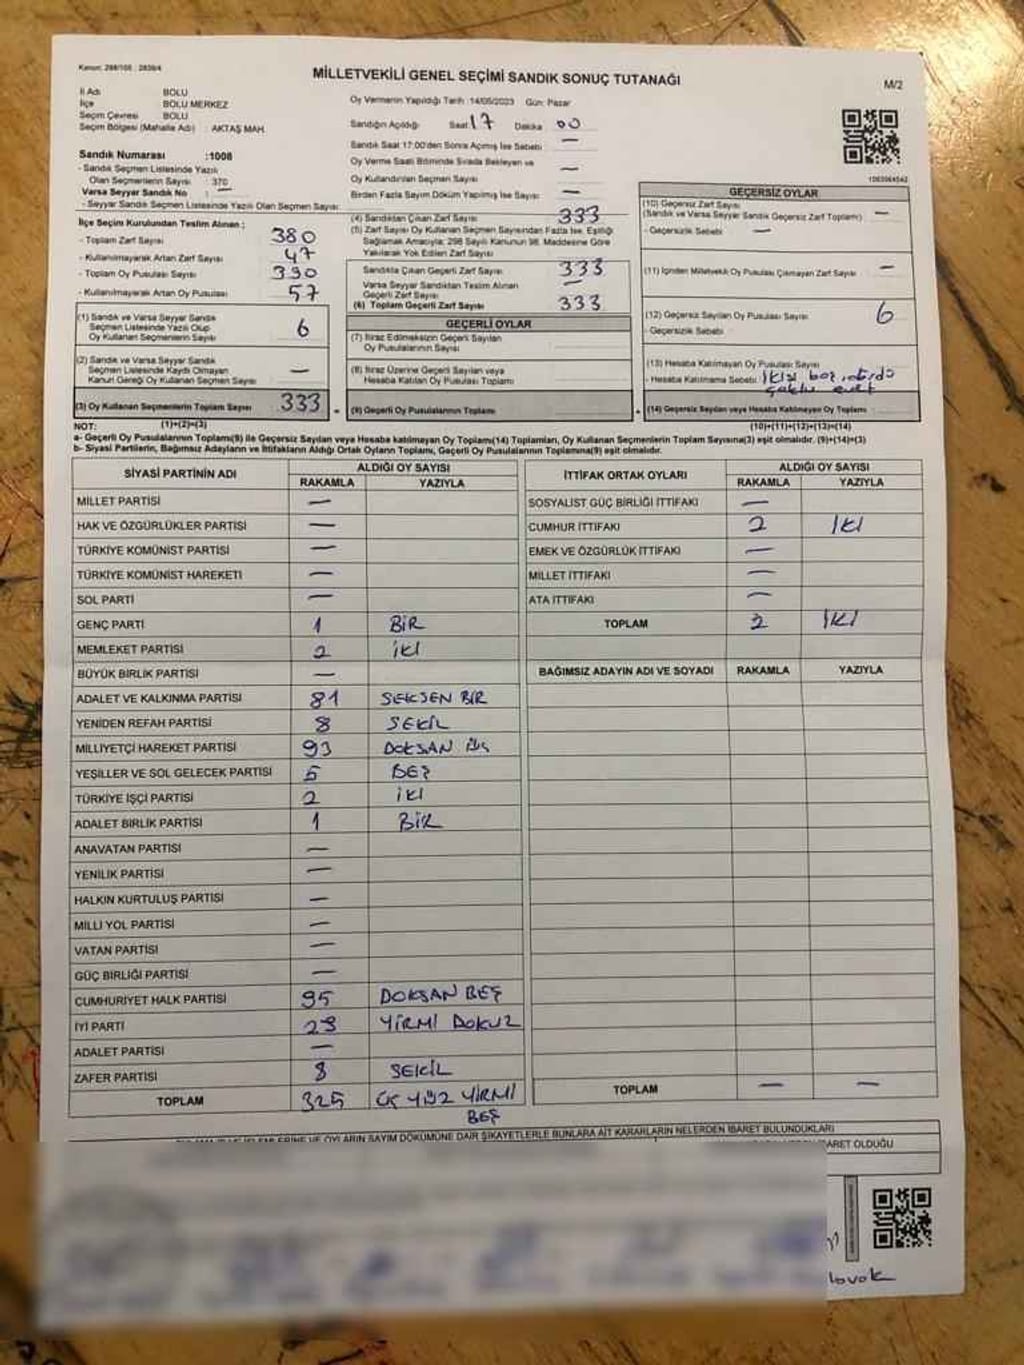 Kanun: 298/105 : 2839/4
MİLLETVEKİLİ GENEL SEÇİMİ SANDIK SONUÇ TUTANAĞI
M/2
İl Adı BOLU
İlçe BOLU MERKEZ
Seçim Çevresi BOLU
Seçim Bölgesi (Mahalle Adı) : AKTAŞ MAH.
Sandık Numarası :1008
- Sandık Seçmen Listesinde Yazılı
Olan Seçmenlerin Sayısı : 370
Varsa Seyyar Sandık No : —
- Seyyar Sandık Seçmen Listesinde Yazılı Olan Seçmen Sayısı:
İlçe Seçim Kurulundan Teslim Alınan ;
- Toplam Zarf Sayısı 380
- Kullanılmayarak Artan Zarf Sayısı 47
- Toplam Oy Pusulası Sayısı 390
- Kullanılmayarak Artan Oy Pusulası 57
(1) Sandık ve Varsa Seyyar Sandık
Seçmen Listesinde Yazılı Olup
Oy Kullanan Seçmenlerin Sayısı 6
(2) Sandık ve Varsa Seyyar Sandık
Seçmen Listesinde Kaydı Olmayan
Kanun Gereği Oy Kullanan Seçmen Sayısı —
(3) Oy Kullanan Seçmenlerin Toplam Sayısı 333 =
(1)+(2)=(3)
Oy Vermenin Yapıldığı Tarih :14/05/2023 Gün: Pazar
Sandığın Açıldığı Saat 17 Dakika 00
Sandık Saat 17:00'den Sonra Açılmış İse Sebebi —
Oy Verme Saati Bitiminde Sırada Bekleyen ve
Oy Kullandırılan Seçmen Sayısı —
Birden Fazla Sayım Döküm Yapılmış İse Sayısı —
(4) Sandıktan Çıkan Zarf Sayısı 333
(5) Zarf Sayısı Oy Kullanan Seçmen Sayısından Fazla İse, Eşitliği
Sağlamak Amacıyla; 298 Sayılı Kanunun 98. Maddesine Göre
Yakılarak Yok Edilen Zarf Sayısı
Sandıkta Çıkan Geçerli Zarf Sayısı 333
Varsa Seyyar Sandıktan Teslim Alınan
Geçerli Zarf Sayısı —
(6) Toplam Geçerli Zarf Sayısı 333
GEÇERLİ OYLAR
(7) İtiraz Edilmeksizin Geçerli Sayılan
Oy Pusulalarının Sayısı
(8) İtiraz Üzerine Geçerli Sayılan veya
Hesaba Katılan Oy Pusulası Toplamı
(9) Geçerli Oy Pusulalarının Toplamı +
1063064542
GEÇERSİZ OYLAR
(10) Geçersiz Zarf Sayısı
(Sandık ve Varsa Seyyar Sandık Geçersiz Zarf Toplamı) —
- Geçersizlik Sebebi —
(11) İçinden Milletvekili Oy Pusulası Çıkmayan Zarf Sayısı —
(12) Geçersiz Sayılan Oy Pusulası Sayısı 6
- Geçersizlik Sebebi
(13) Hesaba Katılmayan Oy Pusulası Sayısı
- Hesaba Katılmama Sebebi İkisi boş
(14) Geçersiz Sayılan veya Hesaba Katılmayan Oy Toplamı
(10)+(11)+(12)+(13)=(14)
NOT:
a- Geçerli Oy Pusulalarının Toplamı(9) ile Geçersiz Sayılan veya Hesaba katılmayan Oy Toplamı(14) Toplamları, Oy Kullanan Seçmenlerin Toplam Sayısına(3) eşit olmalıdır. (9)+(14)=(3)
b- Siyasi Partilerin, Bağımsız Adayların ve İttifakların Aldığı Ortak Oyların Toplamı, Geçerli Oy Pusulalarının Toplamına(9) eşit olmalıdır.
SİYASİ PARTİNİN ADI ALDIĞI OY SAYISI
RAKAMLA YAZIYLA
MİLLET PARTİSİ —
HAK VE ÖZGÜRLÜKLER PARTİSİ —
TÜRKİYE KOMÜNİST PARTİSİ —
TÜRKİYE KOMÜNİST HAREKETİ —
SOL PARTİ —
GENÇ PARTİ 1 BİR
MEMLEKET PARTİSİ 2 İKİ
BÜYÜK BİRLİK PARTİSİ —
ADALET VE KALKINMA PARTİSİ 81 SEKSEN BİR
YENİDEN REFAH PARTİSİ 8 SEKİL
MİLLİYETÇİ HAREKET PARTİSİ 93 DOKSAN ÜÇ
YEŞİLLER VE SOL GELECEK PARTİSİ 5 BEŞ
TÜRKİYE İŞÇİ PARTİSİ 2 İKİ
ADALET BİRLİK PARTİSİ 1 BİR
ANAVATAN PARTİSİ —
YENİLİK PARTİSİ —
HALKIN KURTULUŞ PARTİSİ —
MİLLİ YOL PARTİSİ —
VATAN PARTİSİ —
GÜÇ BİRLİĞİ PARTİSİ —
CUMHURİYET HALK PARTİSİ 95 DOKSAN BEŞ
İYİ PARTİ 29 YİRMİ DOKUZ
ADALET PARTİSİ —
ZAFER PARTİSİ 8 SEKİL
TOPLAM 325 ÜÇ YÜZ YİRMİ
BEŞ
İTTİFAK ORTAK OYLARI ALDIĞI OY SAYISI
RAKAMLA YAZIYLA
SOSYALİST GÜÇ BİRLİĞİ İTTİFAKI —
CUMHUR İTTİFAKI 2 İKİ
EMEK VE ÖZGÜRLÜK İTTİFAKI —
MİLLET İTTİFAKI —
ATA İTTİFAKI —
TOPLAM 2 İKİ
BAĞIMSIZ ADAYIN ADI VE SOYADI RAKAMLA YAZIYLA
TOPLAM — —
OYLARIN SAYIM DÖKÜMÜNE DAİR ŞİKAYETLERLE BUNLARA AİT KARARLARIN NELERDEN İBARET BULUNDUKLARI
İBARET OLDUĞU